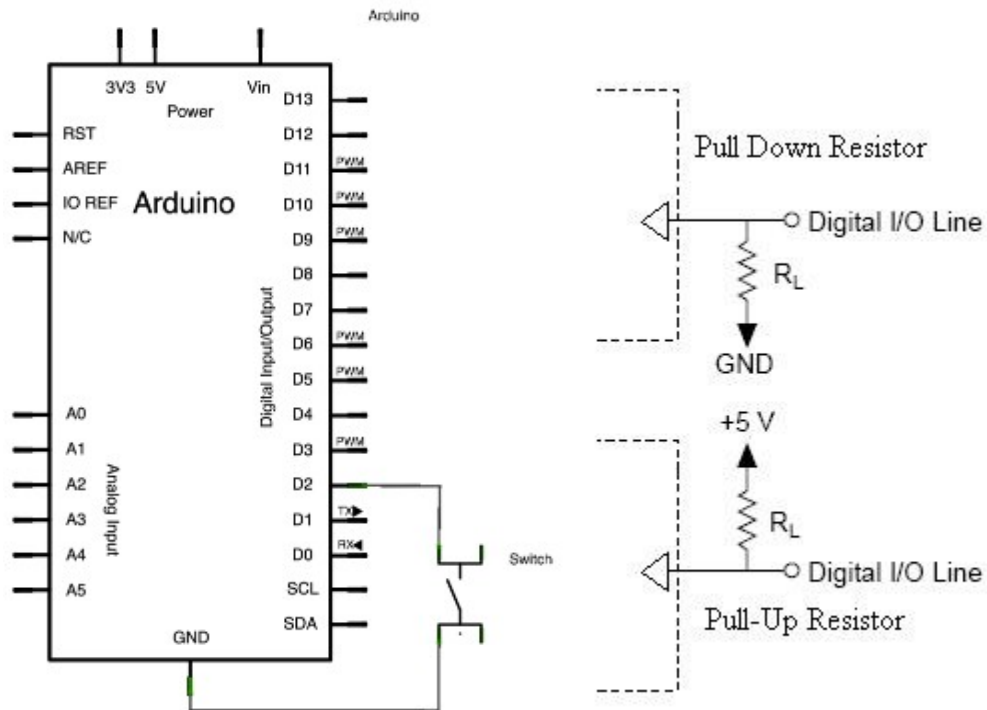 Arduino
3V3
5V
Vin
Power
RST
AREF
IO REF
N/C
Arduino
D13
D12
D11
PWM
D10
PWM
D9
PWM
D8
D7
D6
PWM
D5
PWM
D4
D3
PWM
D2
D1
TX
D0
RX
SCL
SDA
Digital Input/Output
A0
A1
A2
A3
A4
A5
Analog Input
GND
Switch
Pull Down Resistor
Digital I/O Line
RL
GND
+5 V
RL
Digital I/O Line
Pull-Up Resistor